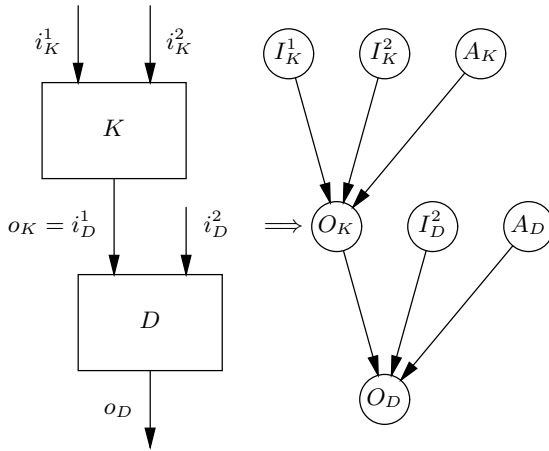 i_K^1 i_K^2 I_K^1 I_K^2 A_K
K
o_K = i_D^1 i_D^2 ⟹ O_K I_D^2 A_D
D
o_D O_D